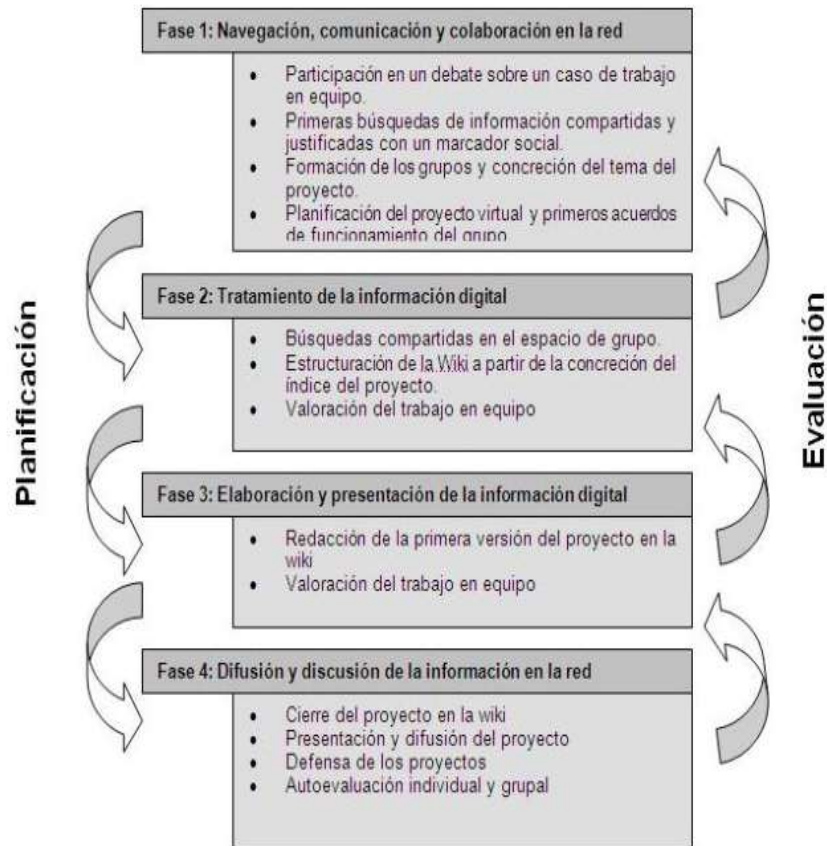 Fase 1: Navegación, comunicación y colaboración en la red
• Participación en un debate sobre un caso de trabajo
en equipo.
• Primeras búsquedas de información compartidas y
justificadas con un marcador social.
• Formación de los grupos y concreción del tema del
proyecto.
• Planificación del proyecto virtual y primeros acuerdos
de funcionamiento del grupo
Planificación
Evaluación
Fase 2: Tratamiento de la información digital
• Búsquedas compartidas en el espacio de grupo.
• Estructuración de la Wiki a partir de la concreción del
índice del proyecto.
• Valoración del trabajo en equipo
Fase 3: Elaboración y presentación de la información digital
• Redacción de la primera versión del proyecto en la
wiki
• Valoración del trabajo en equipo
Fase 4: Difusión y discusión de la información en la red
• Cierre del proyecto en la wiki
• Presentación y difusión del proyecto
• Defensa de los proyectos
• Autoevaluación individual y grupal